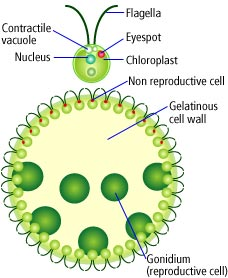 Flagella
Contractile
vacuole
Eyespot
Nucleus
Chloroplast
Non reproductive cell
Gelatinous
cell wall
Gonidium
(reproductive cell)